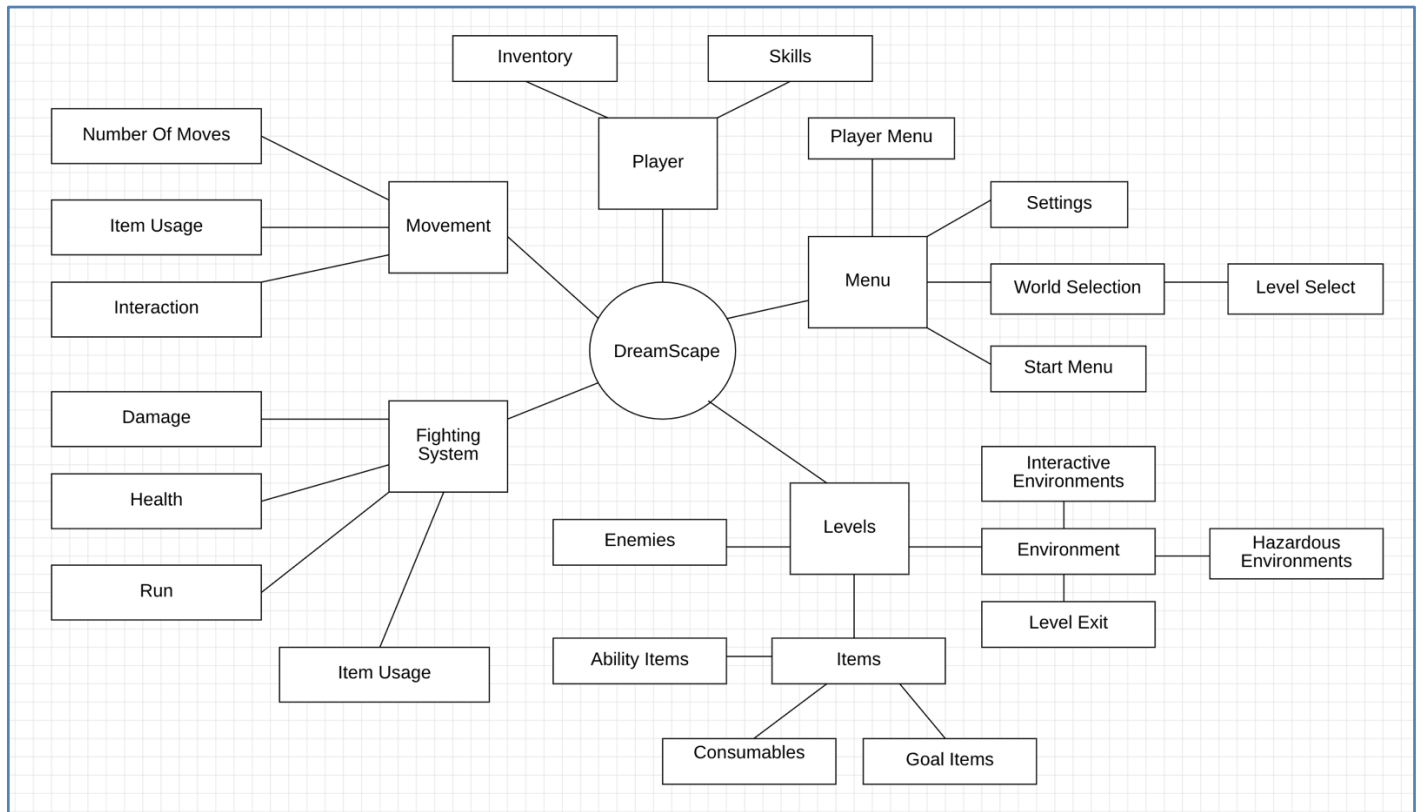 Inventory
Skills
Number Of Moves
Player Menu
Player
Settings
Item Usage
Movement
Menu
World Selection
Level Select
Interaction
DreamScape
Start Menu
Damage
Fighting
System
Interactive
Environments
Health
Enemies
Levels
Environment
Hazardous
Environments
Run
Level Exit
Ability Items
Items
Item Usage
Consumables
Goal Items